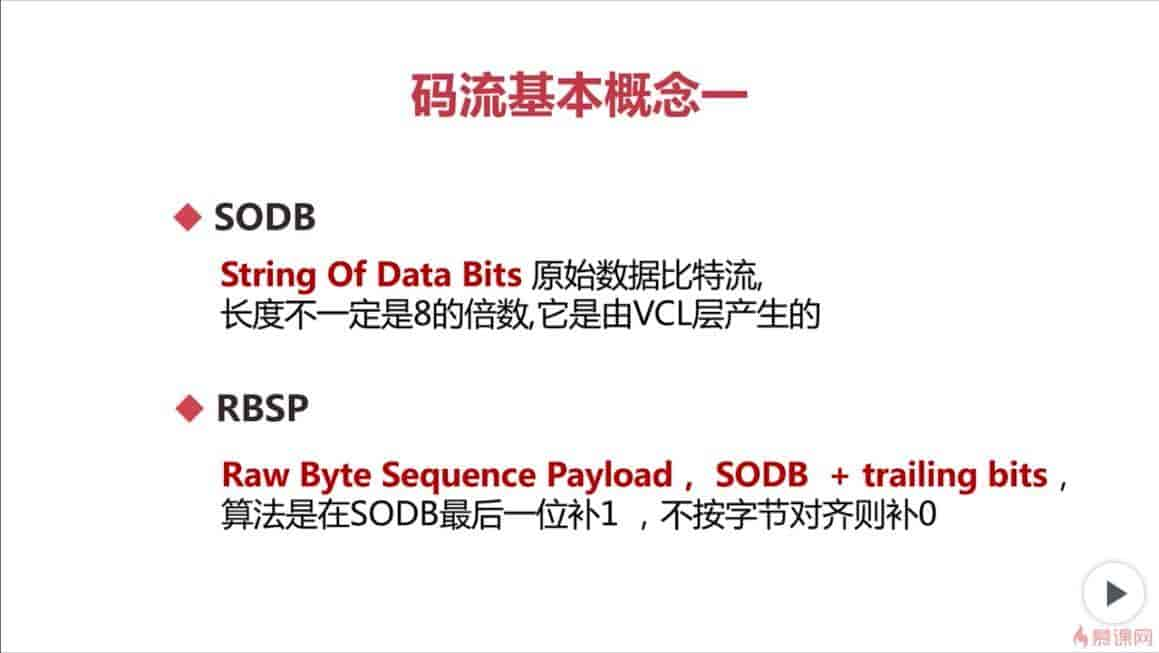 码流基本概念一
SODB
String Of Data Bits 原始数据比特流,
长度不一定是8的倍数,它是由VCL层产生的
RBSP
Raw Byte Sequence Payload， SODB + trailing bits，
算法是在SODB最后一位补1 ，不按字节对齐则补0
慕课网